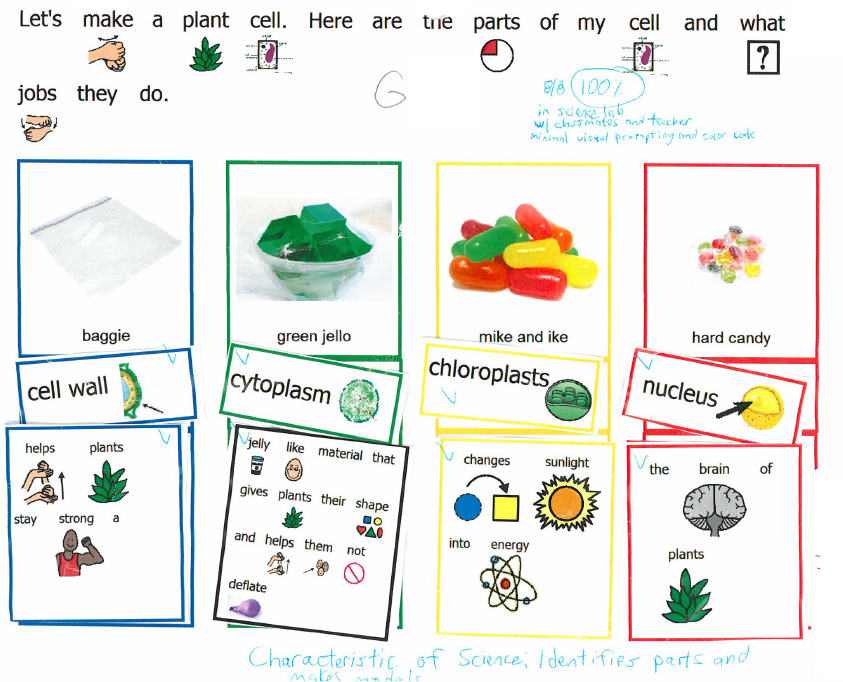 Let's make a plant cell. Here are the parts of my cell and what
?
jobs they do.
G
8/8 100%
in science lab
w/ classmates and teacher
minimal visual prompting and color code
baggie
green jello
mike and ike
hard candy
cell wall
cytoplasm
chloroplasts
nucleus
helps plants
stay strong a
jelly like material that
gives plants their shape
and helps them not
deflate
changes sunlight
into energy
the brain of
plants
Characteristic of Science: Identifies parts and
makes models